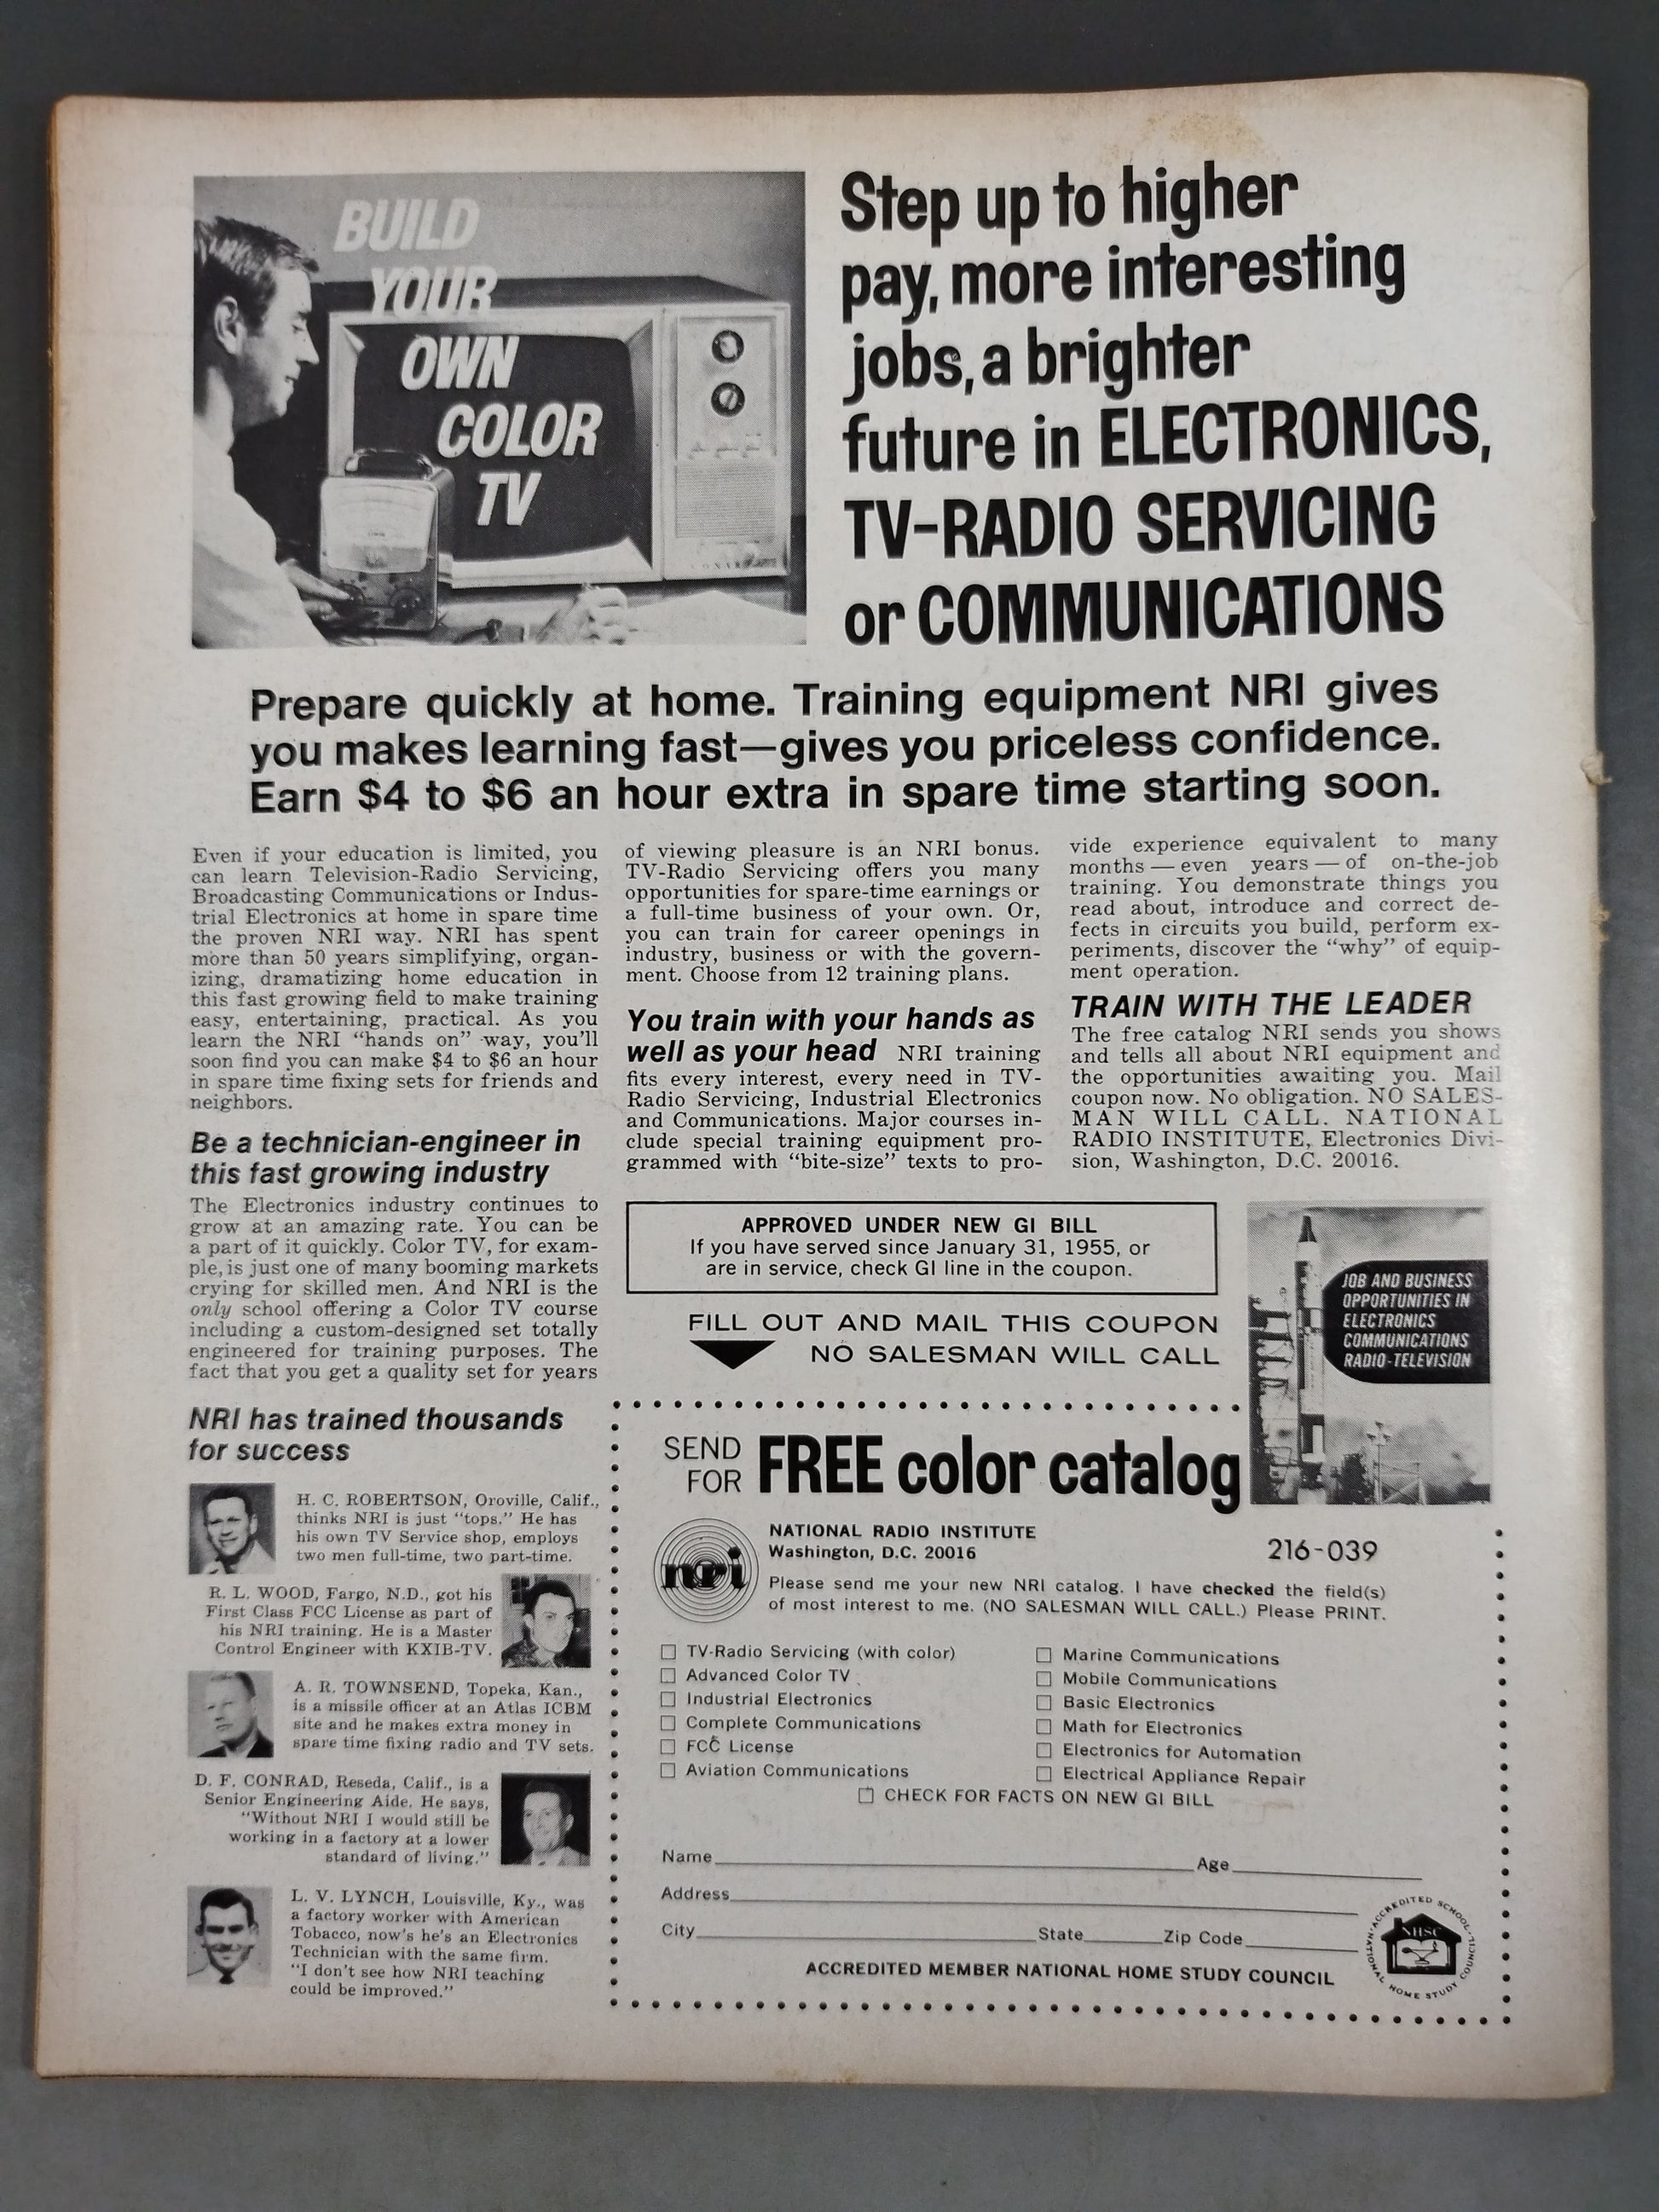 BUILD
YOUR
OWN
COLOR
TV
Step up to higher
pay, more interesting
jobs, a brighter
future in ELECTRONICS,
TV-RADIO SERVICING
or COMMUNICATIONS
Prepare quickly at home. Training equipment NRI gives
you makes learning fast—gives you priceless confidence.
Earn $4 to $6 an hour extra in spare time starting soon.
Even if your education is limited, you
can learn Television-Radio Servicing,
Broadcasting Communications or Indus-
trial Electronics at home in spare time
the proven NRI way. NRI has spent
more than 50 years simplifying, organ-
izing, dramatizing home education in
this fast growing field to make training
easy, entertaining, practical. As you
learn the NRI “hands on” way, you’ll
soon find you can make $4 to $6 an hour
in spare time fixing sets for friends and
neighbors.
Be a technician-engineer in
this fast growing industry
The Electronics industry continues to
grow at an amazing rate. You can be
a part of it quickly. Color TV, for exam-
ple, is just one of many booming markets
crying for skilled men. And NRI is the
only school offering a Color TV course
including a custom-designed set totally
engineered for training purposes. The
fact that you get a quality set for years
of viewing pleasure is an NRI bonus.
TV-Radio Servicing offers you many
opportunities for spare-time earnings or
a full-time business of your own. Or,
you can train for career openings in
industry, business or with the govern-
ment. Choose from 12 training plans.
You train with your hands as
well as your head NRI training
fits every interest, every need in TV-
Radio Servicing, Industrial Electronics
and Communications. Major courses in-
clude special training equipment pro-
grammed with “bite-size” texts to pro-
vide experience equivalent to many
months — even years — of on-the-job
training. You demonstrate things you
read about, introduce and correct de-
fects in circuits you build, perform ex-
periments, discover the “why” of equip-
ment operation.
TRAIN WITH THE LEADER
The free catalog NRI sends you shows
and tells all about NRI equipment and
the opportunities awaiting you. Mail
coupon now. No obligation. NO SALES-
MAN WILL CALL. NATIONAL
RADIO INSTITUTE, Electronics Divi-
sion, Washington, D.C. 20016.
APPROVED UNDER NEW GI BILL
If you have served since January 31, 1955, or
are in service, check GI line in the coupon.
FILL OUT AND MAIL THIS COUPON
NO SALESMAN WILL CALL
JOB AND BUSINESS
OPPORTUNITIES IN
ELECTRONICS
COMMUNICATIONS
RADIO-TELEVISION
NRI has trained thousands
for success
H. C. ROBERTSON, Oroville, Calif.,
thinks NRI is just “tops.” He has
his own TV Service shop, employs
two men full-time, two part-time.
R. L. WOOD, Fargo, N.D., got his
First Class FCC License as part of
his NRI training. He is a Master
Control Engineer with KXIB-TV.
A. R. TOWNSEND, Topeka, Kan.,
is a missile officer at an Atlas ICBM
site and he makes extra money in
spare time fixing radio and TV sets.
D. F. CONRAD, Reseda, Calif., is a
Senior Engineering Aide. He says,
“Without NRI I would still be
working in a factory at a lower
standard of living.”
L. V. LYNCH, Louisville, Ky., was
a factory worker with American
Tobacco, now’s he’s an Electronics
Technician with the same firm.
“I don’t see how NRI teaching
could be improved.”
SEND
FOR
FREE color catalog
nri
NATIONAL RADIO INSTITUTE
Washington, D.C. 20016
216-039
Please send me your new NRI catalog. I have checked the field(s)
of most interest to me. (NO SALESMAN WILL CALL.) Please PRINT.
TV-Radio Servicing (with color)
Advanced Color TV
Industrial Electronics
Complete Communications
FCC License
Aviation Communications
Marine Communications
Mobile Communications
Basic Electronics
Math for Electronics
Electronics for Automation
Electrical Appliance Repair
CHECK FOR FACTS ON NEW GI BILL
Name Age
Address
City State Zip Code
ACCREDITED MEMBER NATIONAL HOME STUDY COUNCIL
ACCREDITED SCHOOL
NATIONAL HOME STUDY COUNCIL
NHSC